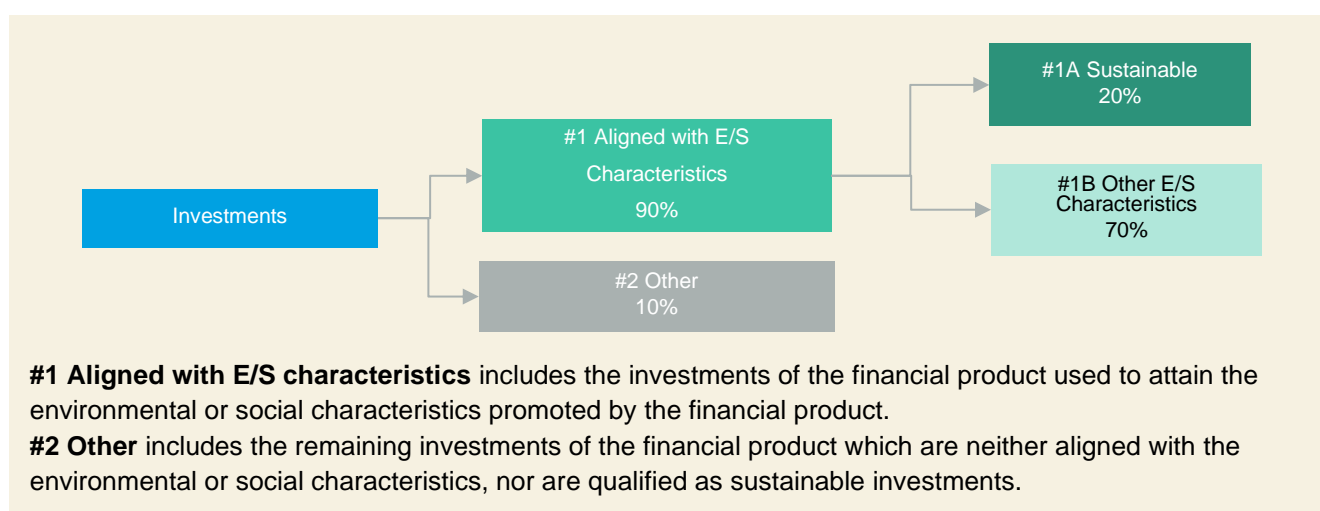 #1A Sustainable
20%
#1 Aligned with E/S
Characteristics
90%
#1B Other E/S
Characteristics
70%
Investments
#2 Other
10%
#1 Aligned with E/S characteristics includes the investments of the financial product used to attain the
environmental or social characteristics promoted by the financial product.
#2 Other includes the remaining investments of the financial product which are neither aligned with the
environmental or social characteristics, nor are qualified as sustainable investments.